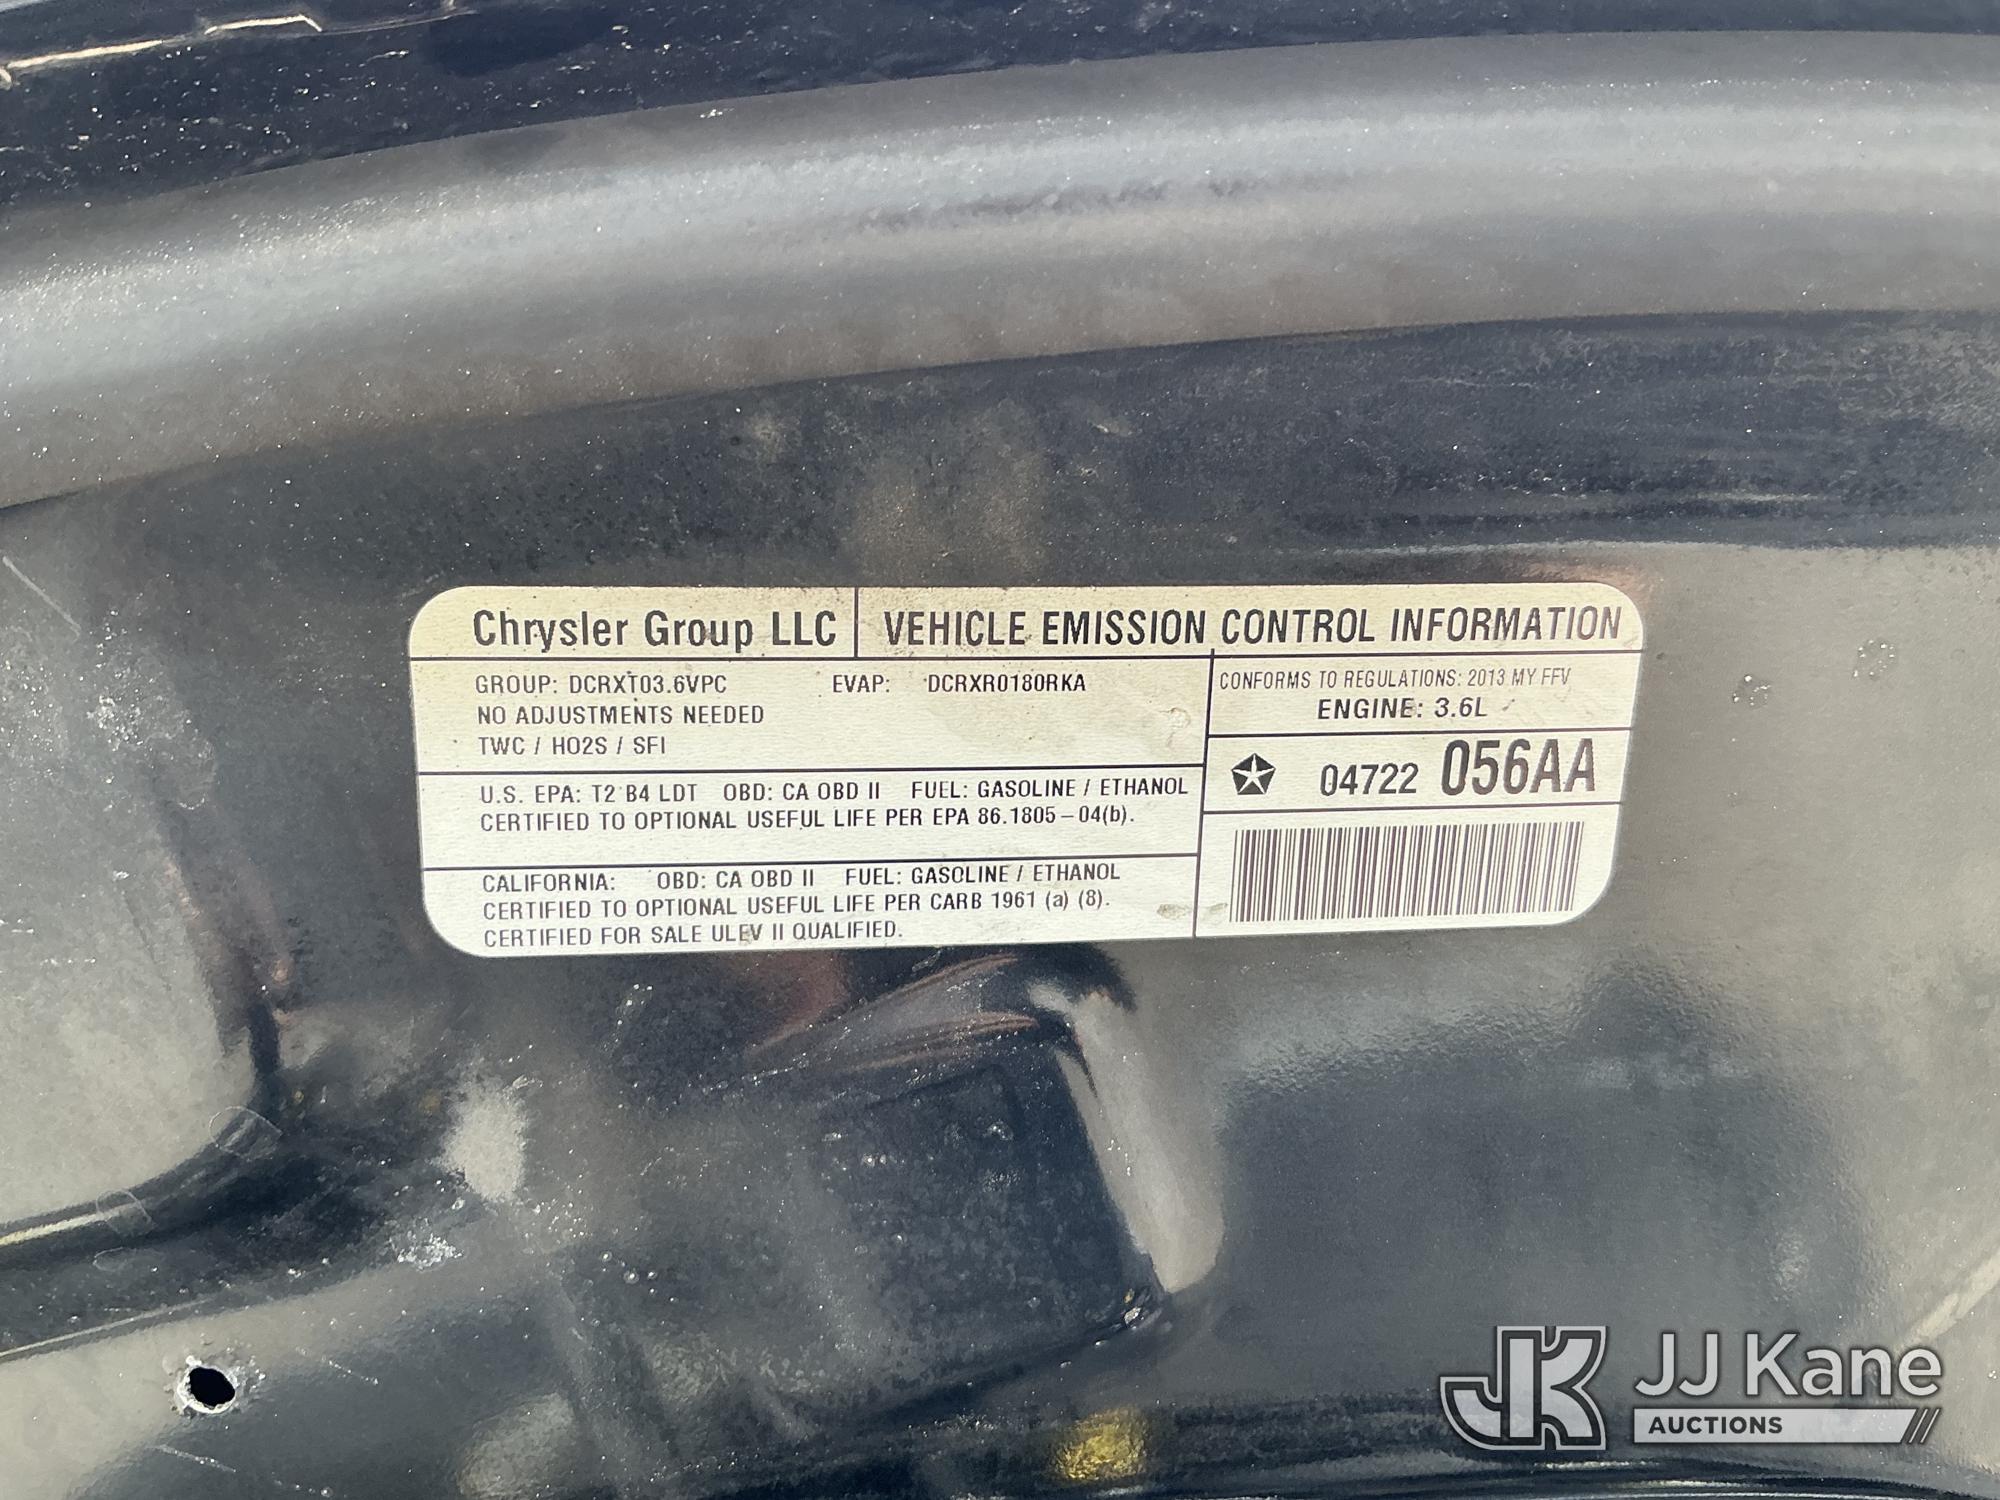 Chrysler Group LLC VEHICLE EMISSION CONTROL INFORMATION
GROUP: DCRXT03.6VPC EVAP: DCRXR0180RKA
NO ADJUSTMENTS NEEDED
TWC / HO2S / SFI
CONFORMS TO REGULATIONS: 2013 MY FFV
ENGINE: 3.6L
04722 056AA
U.S. EPA: T2 B4 LDT OBD: CA OBD II FUEL: GASOLINE / ETHANOL
CERTIFIED TO OPTIONAL USEFUL LIFE PER EPA 86.1805-04(b).
CALIFORNIA: OBD: CA OBD II FUEL: GASOLINE / ETHANOL
CERTIFIED TO OPTIONAL USEFUL LIFE PER CARB 1961 (a) (8).
CERTIFIED FOR SALE ULEV II QUALIFIED.
JK JJ Kane
AUCTIONS